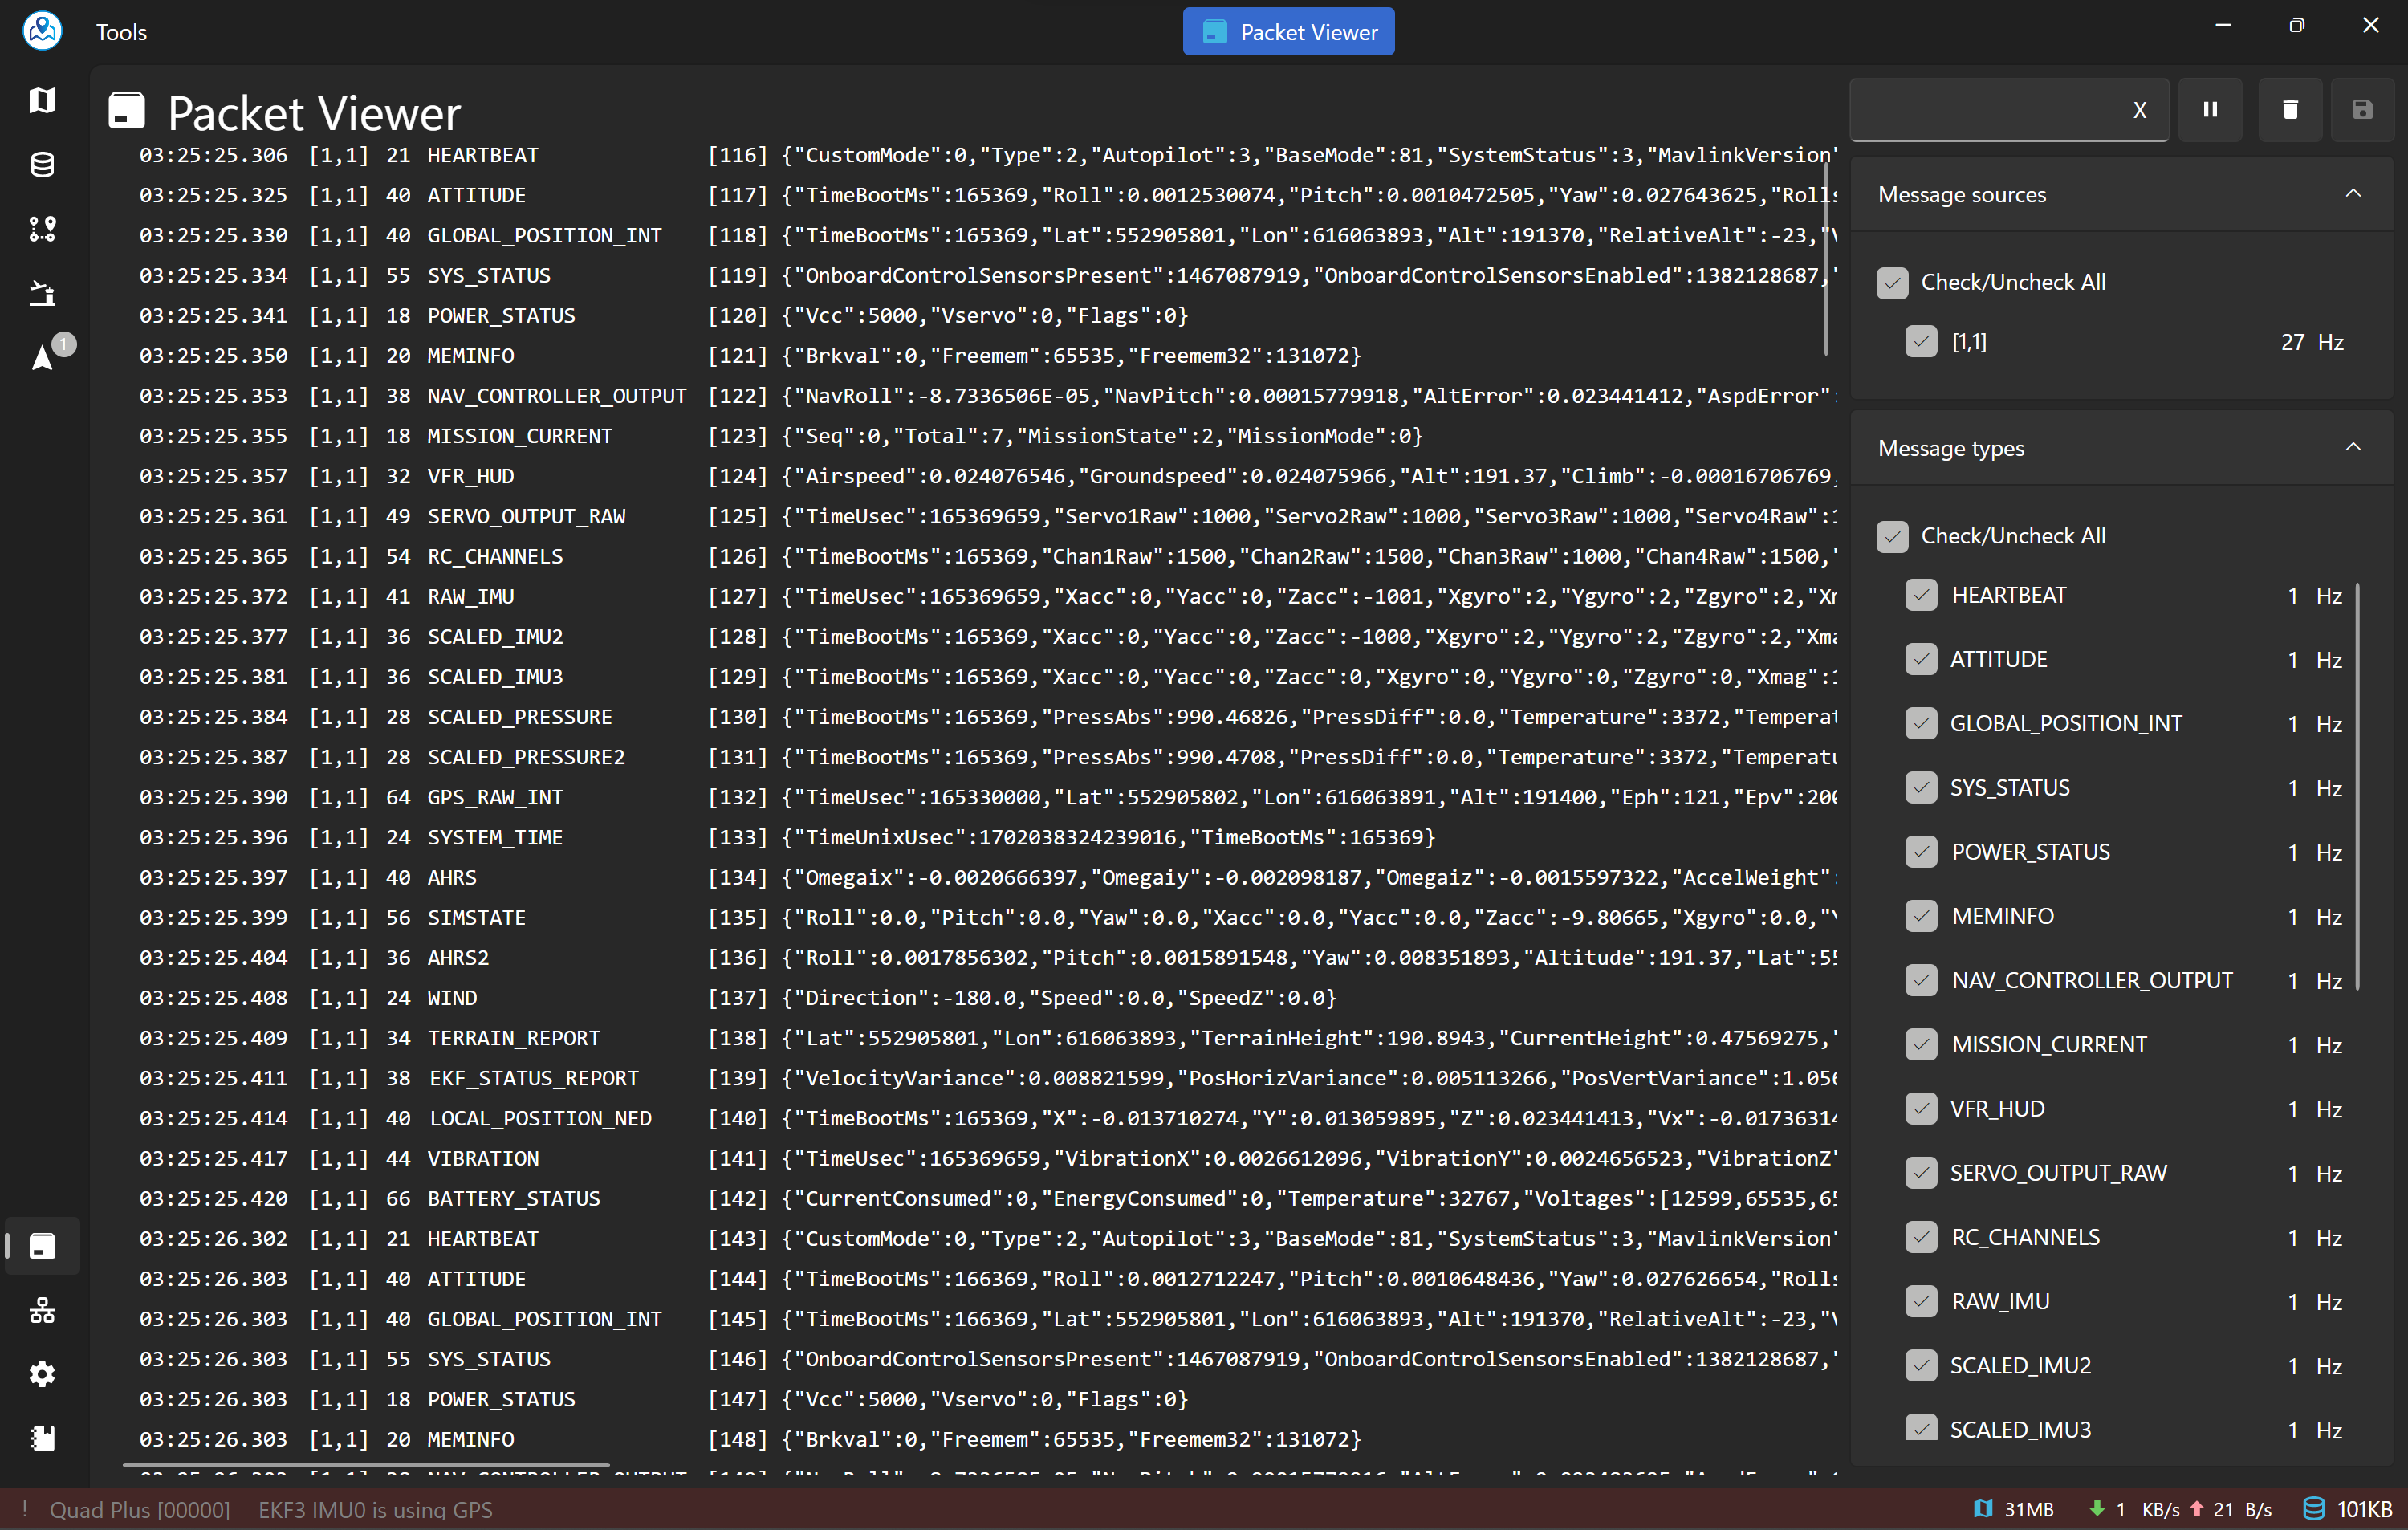 Tools
Packet Viewer
Packet Viewer
X
03:25:25.306 [1,1] 21 HEARTBEAT [116] {"CustomMode":0,"Type":2,"Autopilot":3,"BaseMode":81,"SystemStatus":3,"MavlinkVersion"
03:25:25.325 [1,1] 40 ATTITUDE [117] {"TimeBootMs":165369,"Roll":0.0012530074,"Pitch":0.0010472505,"Yaw":0.027643625,"Rolls
03:25:25.330 [1,1] 40 GLOBAL_POSITION_INT [118] {"TimeBootMs":165369,"Lat":552905801,"Lon":616063893,"Alt":191370,"RelativeAlt":-23,"V
03:25:25.334 [1,1] 55 SYS_STATUS [119] {"OnboardControlSensorsPresent":1467087919,"OnboardControlSensorsEnabled":1382128687,"
03:25:25.341 [1,1] 18 POWER_STATUS [120] {"Vcc":5000,"Vservo":0,"Flags":0}
03:25:25.350 [1,1] 20 MEMINFO [121] {"Brkval":0,"Freemem":65535,"Freemem32":131072}
03:25:25.353 [1,1] 38 NAV_CONTROLLER_OUTPUT [122] {"NavRoll":-8.7336506E-05,"NavPitch":0.00015779918,"AltError":0.023441412,"AspdError":
03:25:25.355 [1,1] 18 MISSION_CURRENT [123] {"Seq":0,"Total":7,"MissionState":2,"MissionMode":0}
03:25:25.357 [1,1] 32 VFR_HUD [124] {"Airspeed":0.024076546,"Groundspeed":0.024075966,"Alt":191.37,"Climb":-0.00016706769,
03:25:25.361 [1,1] 49 SERVO_OUTPUT_RAW [125] {"TimeUsec":165369659,"Servo1Raw":1000,"Servo2Raw":1000,"Servo3Raw":1000,"Servo4Raw":1
03:25:25.365 [1,1] 54 RC_CHANNELS [126] {"TimeBootMs":165369,"Chan1Raw":1500,"Chan2Raw":1500,"Chan3Raw":1000,"Chan4Raw":1500,"
03:25:25.372 [1,1] 41 RAW_IMU [127] {"TimeUsec":165369659,"Xacc":0,"Yacc":0,"Zacc":-1001,"Xgyro":2,"Ygyro":2,"Zgyro":2,"Xm
03:25:25.377 [1,1] 36 SCALED_IMU2 [128] {"TimeBootMs":165369,"Xacc":0,"Yacc":0,"Zacc":-1000,"Xgyro":2,"Ygyro":2,"Zgyro":2,"Xma
03:25:25.381 [1,1] 36 SCALED_IMU3 [129] {"TimeBootMs":165369,"Xacc":0,"Yacc":0,"Zacc":0,"Xgyro":0,"Ygyro":0,"Zgyro":0,"Xmag":1
03:25:25.384 [1,1] 28 SCALED_PRESSURE [130] {"TimeBootMs":165369,"PressAbs":990.46826,"PressDiff":0.0,"Temperature":3372,"Temperat
03:25:25.387 [1,1] 28 SCALED_PRESSURE2 [131] {"TimeBootMs":165369,"PressAbs":990.4708,"PressDiff":0.0,"Temperature":3372,"Temperatu
03:25:25.390 [1,1] 64 GPS_RAW_INT [132] {"TimeUsec":165330000,"Lat":552905802,"Lon":616063891,"Alt":191400,"Eph":121,"Epv":200
03:25:25.396 [1,1] 24 SYSTEM_TIME [133] {"TimeUnixUsec":1702038324239016,"TimeBootMs":165369}
03:25:25.397 [1,1] 40 AHRS [134] {"Omegaix":-0.0020666397,"Omegaiy":-0.002098187,"Omegaiz":-0.0015597322,"AccelWeight":
03:25:25.399 [1,1] 56 SIMSTATE [135] {"Roll":0.0,"Pitch":0.0,"Yaw":0.0,"Xacc":0.0,"Yacc":0.0,"Zacc":-9.80665,"Xgyro":0.0,"Y
03:25:25.404 [1,1] 36 AHRS2 [136] {"Roll":0.0017856302,"Pitch":0.0015891548,"Yaw":0.008351893,"Altitude":191.37,"Lat":55
03:25:25.408 [1,1] 24 WIND [137] {"Direction":-180.0,"Speed":0.0,"SpeedZ":0.0}
03:25:25.409 [1,1] 34 TERRAIN_REPORT [138] {"Lat":552905801,"Lon":616063893,"TerrainHeight":190.8943,"CurrentHeight":0.47569275,"
03:25:25.411 [1,1] 38 EKF_STATUS_REPORT [139] {"VelocityVariance":0.008821599,"PosHorizVariance":0.005113266,"PosVertVariance":1.056
03:25:25.414 [1,1] 40 LOCAL_POSITION_NED [140] {"TimeBootMs":165369,"X":-0.013710274,"Y":0.013059895,"Z":0.023441413,"Vx":-0.01736314
03:25:25.417 [1,1] 44 VIBRATION [141] {"TimeUsec":165369659,"VibrationX":0.0026612096,"VibrationY":0.0024656523,"VibrationZ"
03:25:25.420 [1,1] 66 BATTERY_STATUS [142] {"CurrentConsumed":0,"EnergyConsumed":0,"Temperature":32767,"Voltages":[12599,65535,65
03:25:26.302 [1,1] 21 HEARTBEAT [143] {"CustomMode":0,"Type":2,"Autopilot":3,"BaseMode":81,"SystemStatus":3,"MavlinkVersion"
03:25:26.303 [1,1] 40 ATTITUDE [144] {"TimeBootMs":166369,"Roll":0.0012712247,"Pitch":0.0010648436,"Yaw":0.027626654,"Rolls
03:25:26.303 [1,1] 40 GLOBAL_POSITION_INT [145] {"TimeBootMs":166369,"Lat":552905801,"Lon":616063893,"Alt":191370,"RelativeAlt":-23,"V
03:25:26.303 [1,1] 55 SYS_STATUS [146] {"OnboardControlSensorsPresent":1467087919,"OnboardControlSensorsEnabled":1382128687,"
03:25:26.303 [1,1] 18 POWER_STATUS [147] {"Vcc":5000,"Vservo":0,"Flags":0}
03:25:26.303 [1,1] 20 MEMINFO [148] {"Brkval":0,"Freemem":65535,"Freemem32":131072}
Message sources
Check/Uncheck All
[1,1] 27 Hz
Message types
Check/Uncheck All
HEARTBEAT 1 Hz
ATTITUDE 1 Hz
GLOBAL_POSITION_INT 1 Hz
SYS_STATUS 1 Hz
POWER_STATUS 1 Hz
MEMINFO 1 Hz
NAV_CONTROLLER_OUTPUT 1 Hz
MISSION_CURRENT 1 Hz
VFR_HUD 1 Hz
SERVO_OUTPUT_RAW 1 Hz
RC_CHANNELS 1 Hz
RAW_IMU 1 Hz
SCALED_IMU2 1 Hz
SCALED_IMU3 1 Hz
1
! Quad Plus [00000] EKF3 IMU0 is using GPS
31MB 1 KB/s 21 B/s 101KB